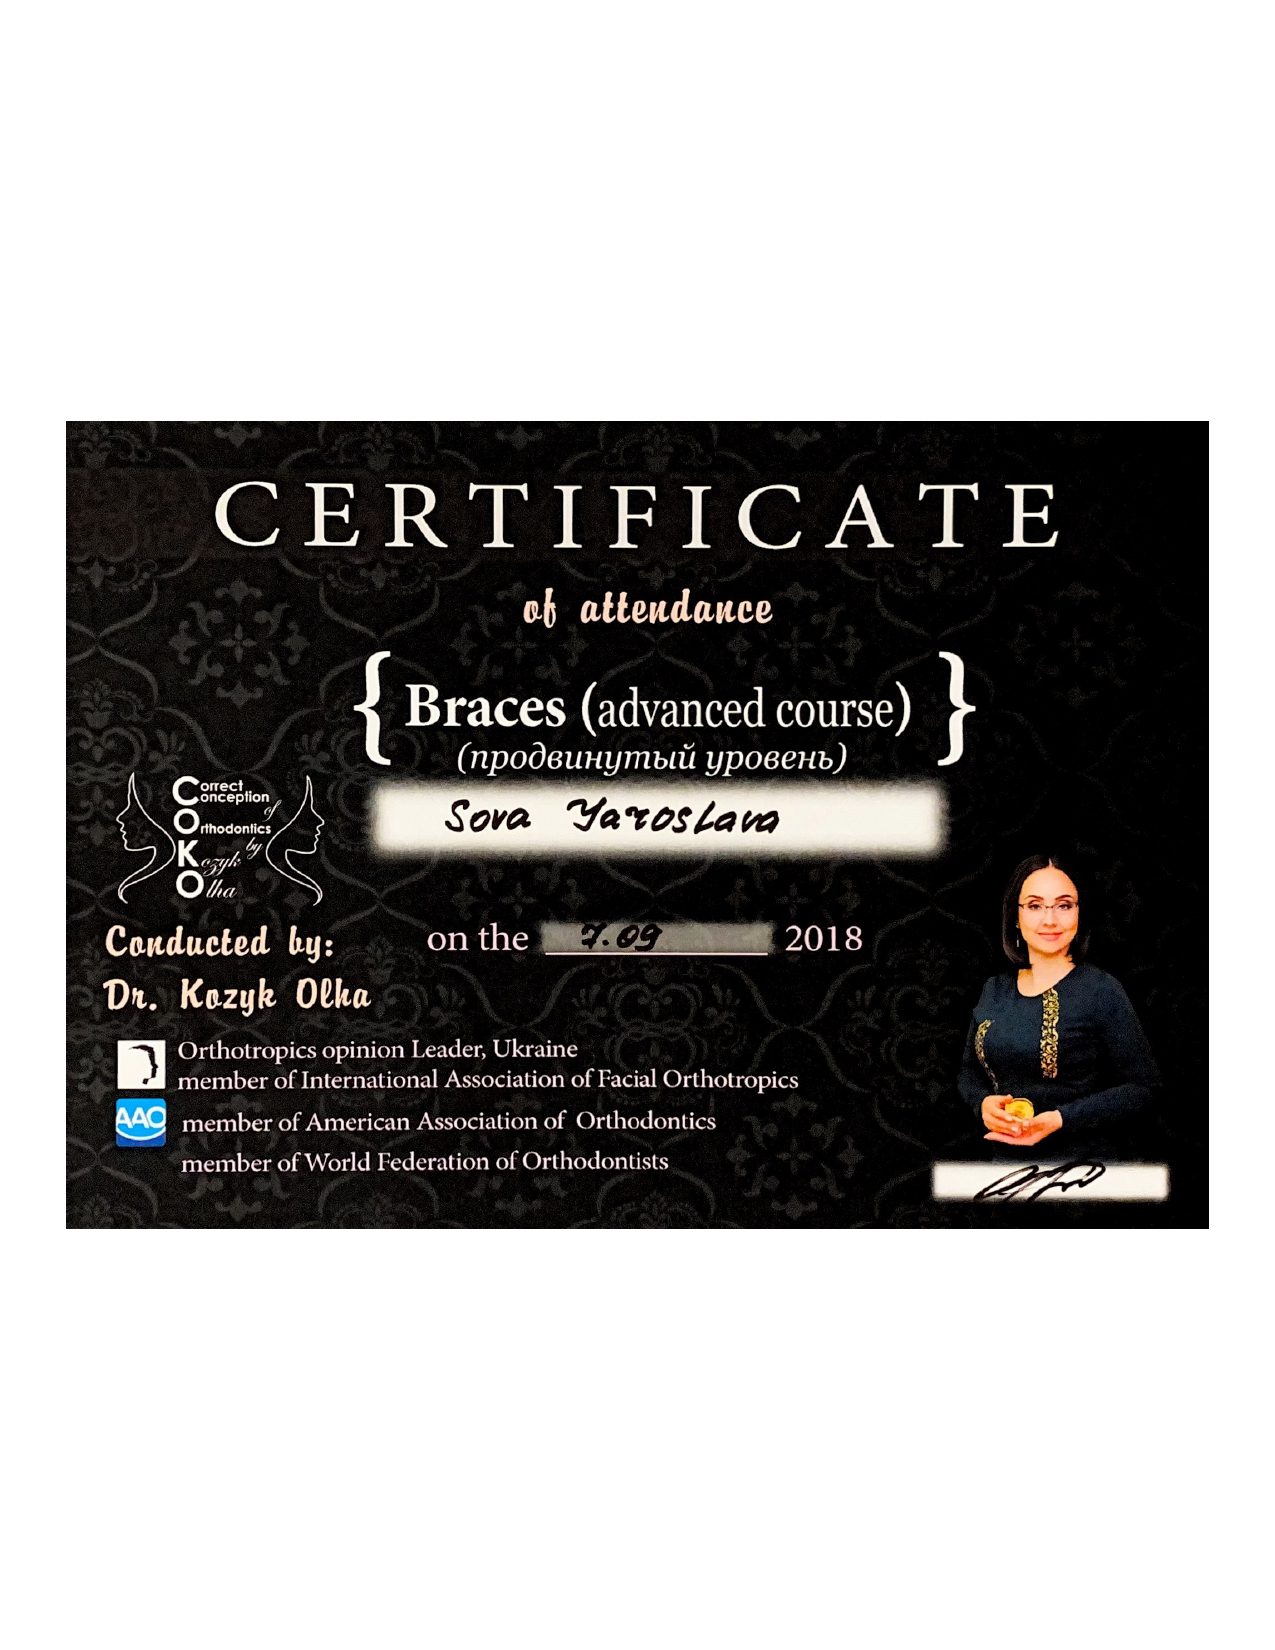 CERTIFICATE
of attendance
{ Braces (advanced course) }
(продвинутый уровень)
Sova Yaroslava
Correct
Conception
of
Orthodontics
by
Kozyk
Olha
on the 7.09 2018
Conducted by:
Dr. Kozyk Olha
Orthotropics opinion Leader, Ukraine
member of International Association of Facial Orthotropics
AAO
member of American Association of Orthodontics
member of World Federation of Orthodontists